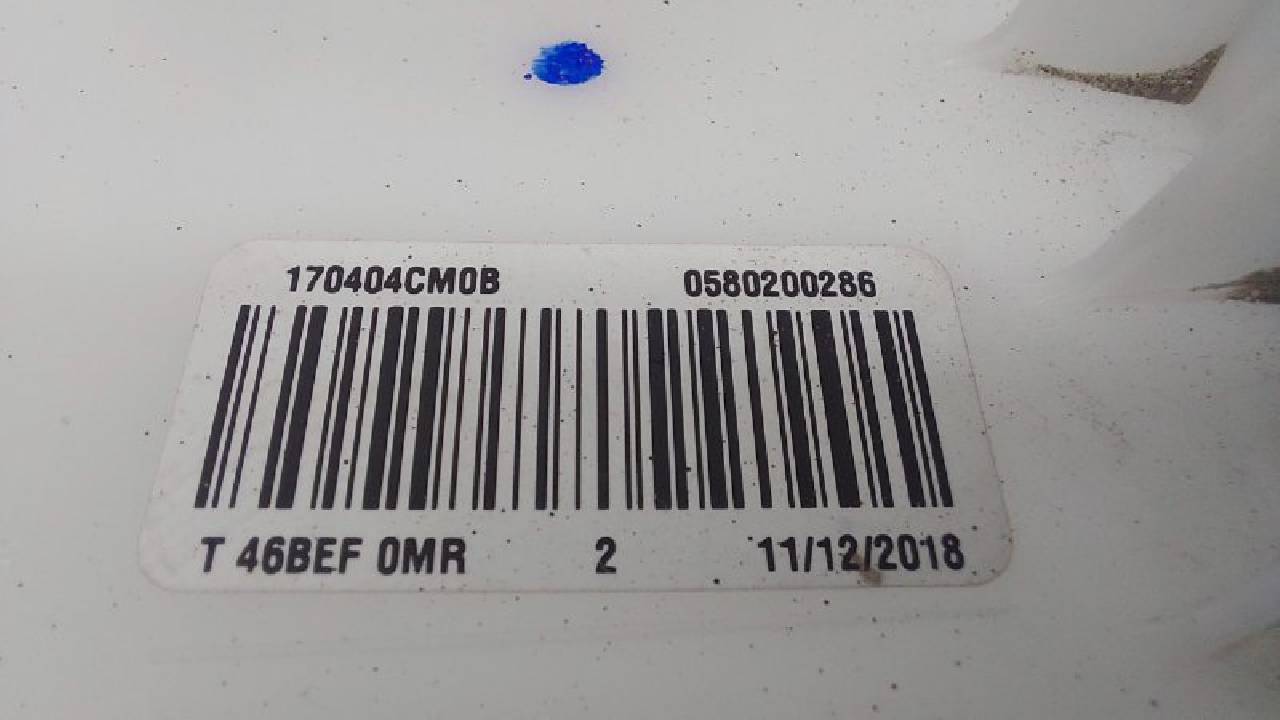 170404CM0B 0580200286
T 46BEF 0MR 2 11/12/2018